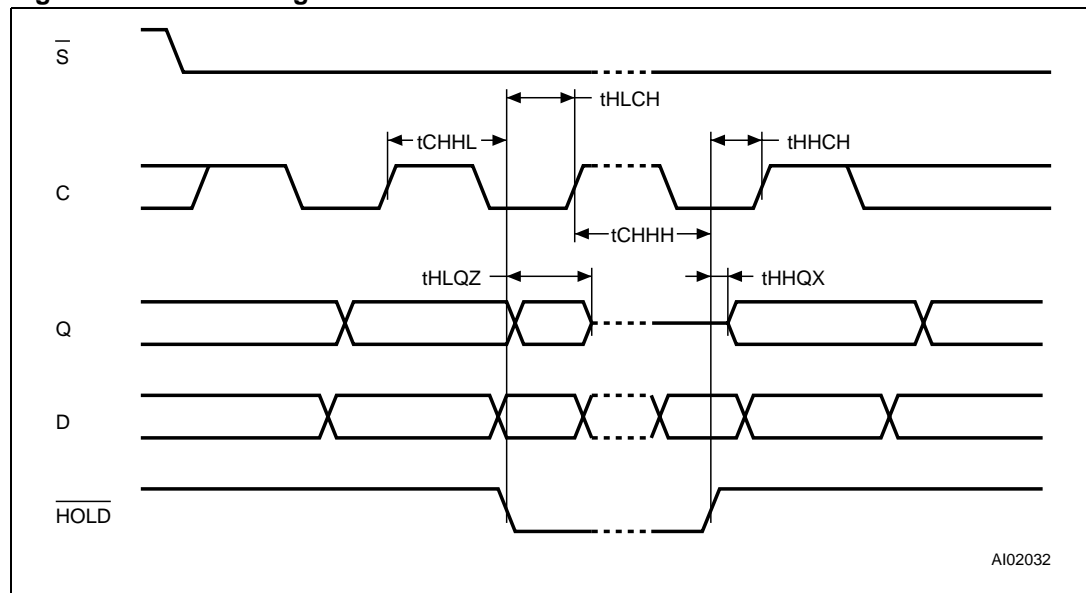 S
tHLCH
tCHHL
tHHCH
C
tCHHH
tHLQZ
tHHQX
Q
D
HOLD
AI02032